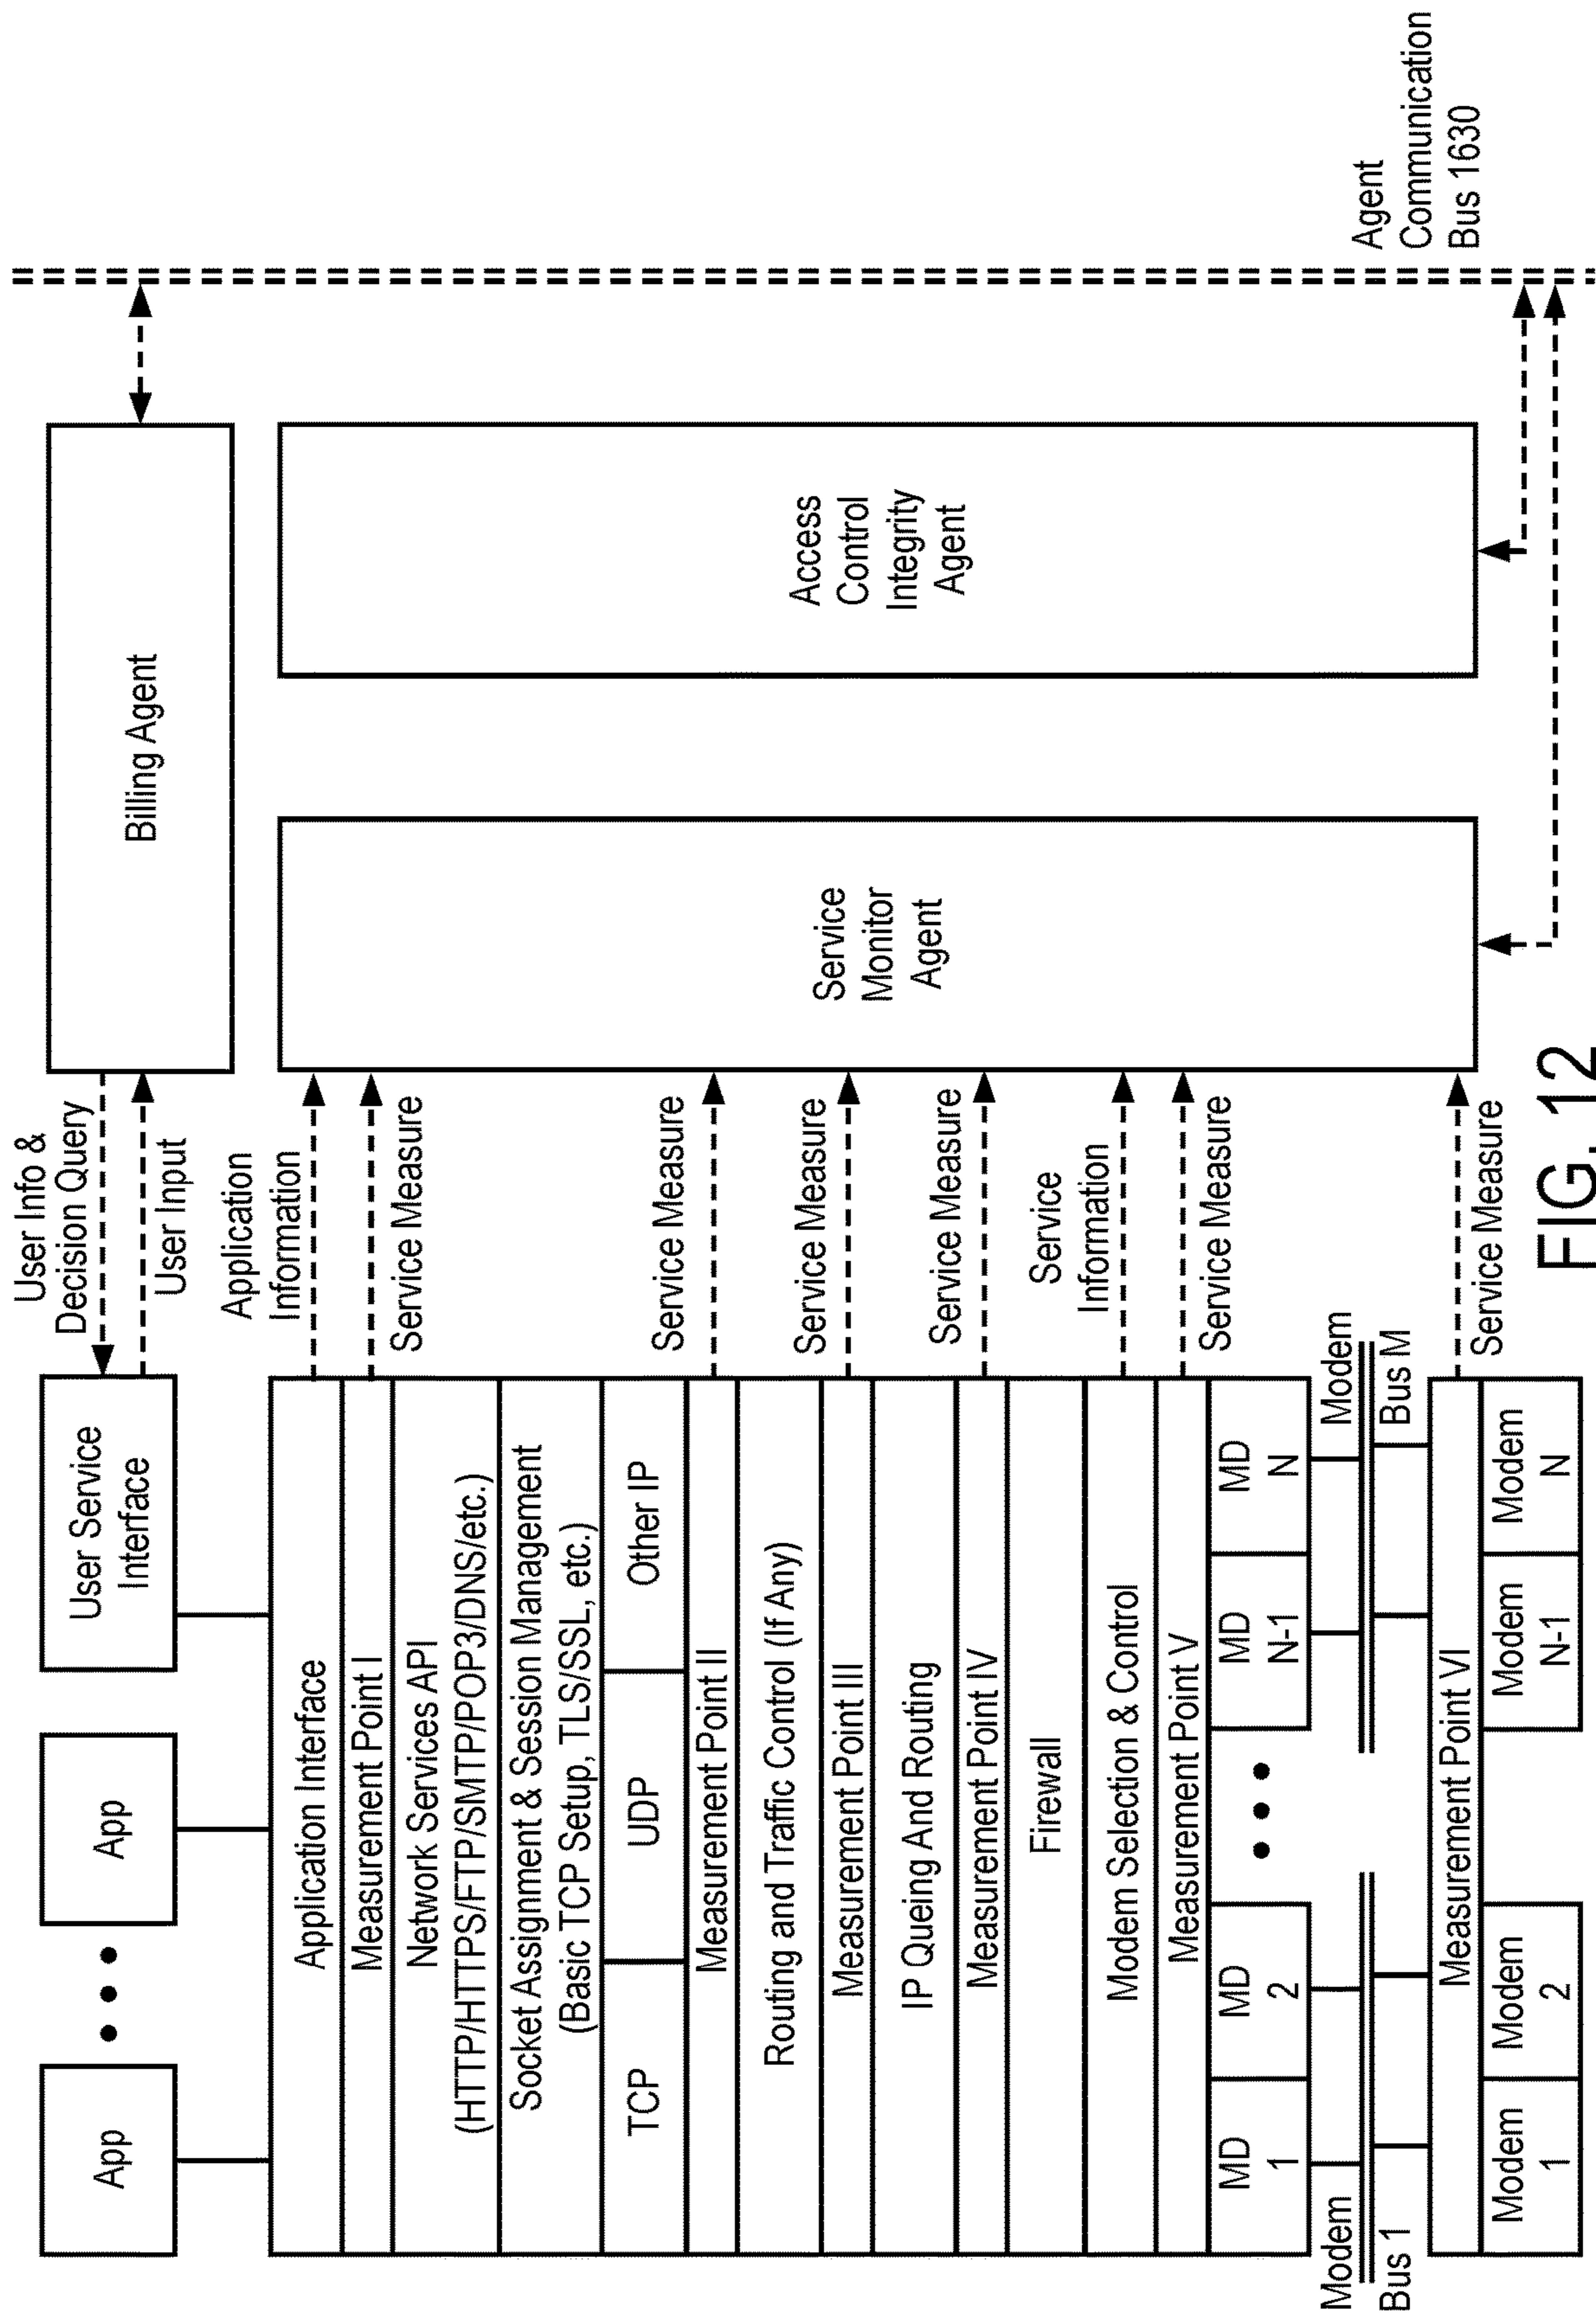 App
App
User Service
Interface
User Info &
Decision Query
User Input
Billing Agent
Application Interface
Application
Information
Measurement Point I
Service Measure
Network Services API
(HTTP/HTTPS/FTP/SMTP/POP3/DNS/etc.)
Socket Assignment & Session Management
(Basic TCP Setup, TLS/SSL, etc.)
TCP
UDP
Other IP
Measurement Point II
Service Measure
Routing and Traffic Control (If Any)
Measurement Point III
Service Measure
IP Queing And Routing
Measurement Point IV
Service Measure
Firewall
Modem Selection & Control
Service
Information
Measurement Point V
Service Measure
MD
1
MD
2
MD
N-1
MD
N
Modem
Bus 1
Modem
Bus M
Measurement Point VI
Service Measure
Modem
1
Modem
2
Modem
N-1
Modem
N
Service
Monitor
Agent
Access
Control
Integrity
Agent
Agent
Communication
Bus 1630
FIG. 12